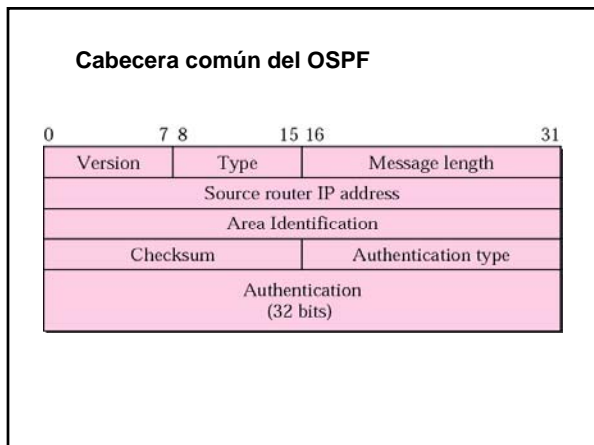 Cabecera común del OSPF
0 7 8 15 16 31
Version Type Message length
Source router IP address
Area Identification
Checksum Authentication type
Authentication
(32 bits)